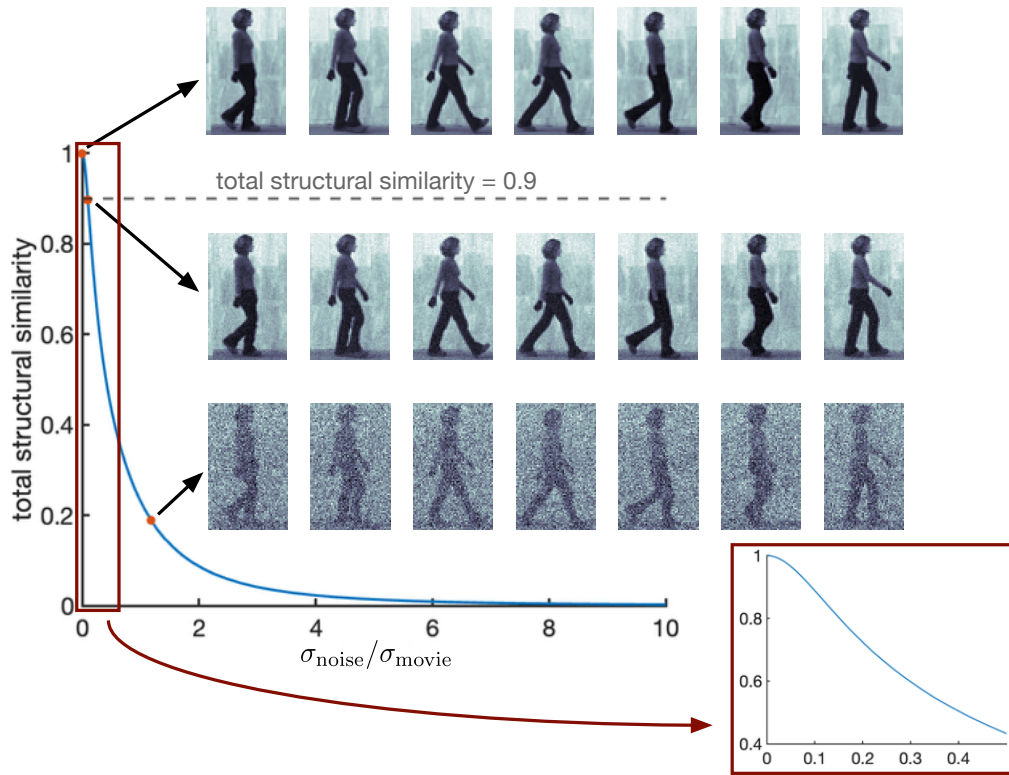 1
total structural similarity = 0.9
0.8
0.6
0.4
0.2
0
total structural similarity
0 2 4 6 8 10
σnoise/σmovie
1
0.8
0.6
0.4
0 0.1 0.2 0.3 0.4